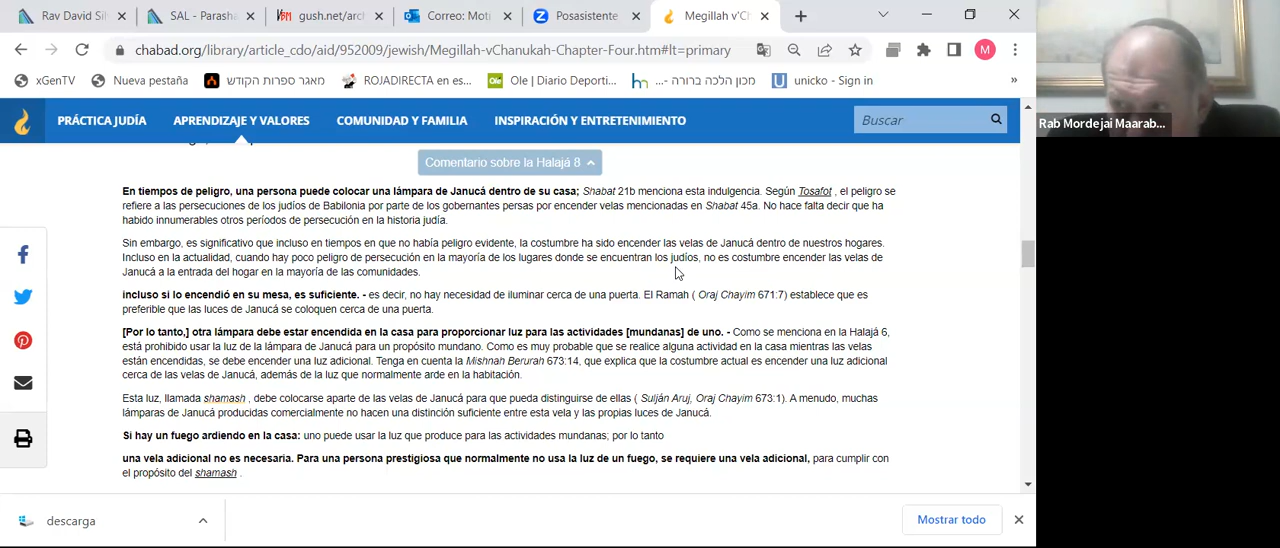 Rav David Sil
SAL - Parasha
gush.net/arc
Correo: Moti
Posasistente
Megillah v'Ch
chabad.org/library/article_cdo/aid/952009/jewish/Megillah-vChanukah-Chapter-Four.htm#lt=primary
M
xGenTV
Nueva pestaña
מאגר ספרות הקודש
ROJADIRECTA en es...
Ole | Diario Deporti...
מכון הלכה ברורה -...
unicko - Sign in
»
PRÁCTICA JUDÍA
APRENDIZAJE Y VALORES
COMUNIDAD Y FAMILIA
INSPIRACIÓN Y ENTRETENIMIENTO
Buscar
Rab Mordejai Maarab...
Comentario sobre la Halajá 8
En tiempos de peligro, una persona puede colocar una lámpara de Janucá dentro de su casa; Shabat 21b menciona esta indulgencia. Según Tosafot , el peligro se
refiere a las persecuciones de los judíos de Babilonia por parte de los gobernantes persas por encender velas mencionadas en Shabat 45a. No hace falta decir que ha
habido innumerables otros períodos de persecución en la historia judía.
Sin embargo, es significativo que incluso en tiempos en que no había peligro evidente, la costumbre ha sido encender las velas de Janucá dentro de nuestros hogares.
Incluso en la actualidad, cuando hay poco peligro de persecución en la mayoría de los lugares donde se encuentran los judíos, no es costumbre encender las velas de
Janucá a la entrada del hogar en la mayoría de las comunidades.
incluso si lo encendió en su mesa, es suficiente. - es decir, no hay necesidad de iluminar cerca de una puerta. El Ramah ( Oraj Chayim 671:7) establece que es
preferible que las luces de Janucá se coloquen cerca de una puerta.
[Por lo tanto,] otra lámpara debe estar encendida en la casa para proporcionar luz para las actividades [mundanas] de uno. - Como se menciona en la Halajá 6,
está prohibido usar la luz de la lámpara de Janucá para un propósito mundano. Como es muy probable que se realice alguna actividad en la casa mientras las velas
están encendidas, se debe encender una luz adicional. Tenga en cuenta la Mishnah Berurah 673:14, que explica que la costumbre actual es encender una luz adicional
cerca de las velas de Janucá, además de la luz que normalmente arde en la habitación.
Esta luz, llamada shamash , debe colocarse aparte de las velas de Janucá para que pueda distinguirse de ellas ( Sulján Aruj, Oraj Chayim 673:1). A menudo, muchas
lámparas de Janucá producidas comercialmente no hacen una distinción suficiente entre esta vela y las propias luces de Janucá.
Si hay un fuego ardiendo en la casa: uno puede usar la luz que produce para las actividades mundanas; por lo tanto
una vela adicional no es necesaria. Para una persona prestigiosa que normalmente no usa la luz de un fuego, se requiere una vela adicional, para cumplir con
el propósito del shamash .
descarga
Mostrar todo